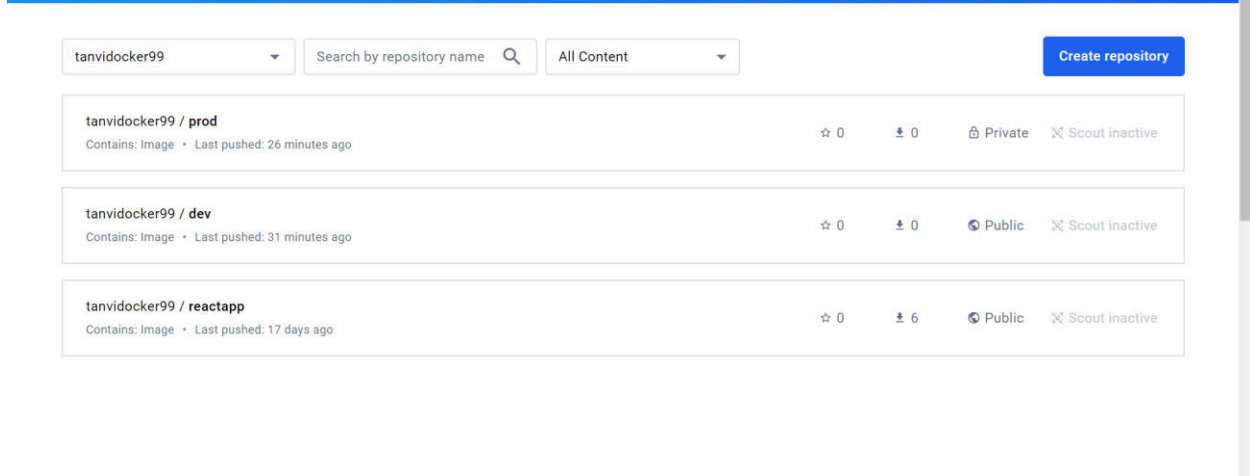 tanvidocker99 Search by repository name All Content Create repository
tanvidocker99 / prod
Contains: Image • Last pushed: 26 minutes ago
0 0 Private Scout inactive
tanvidocker99 / dev
Contains: Image • Last pushed: 31 minutes ago
0 0 Public Scout inactive
tanvidocker99 / reactapp
Contains: Image • Last pushed: 17 days ago
0 6 Public Scout inactive